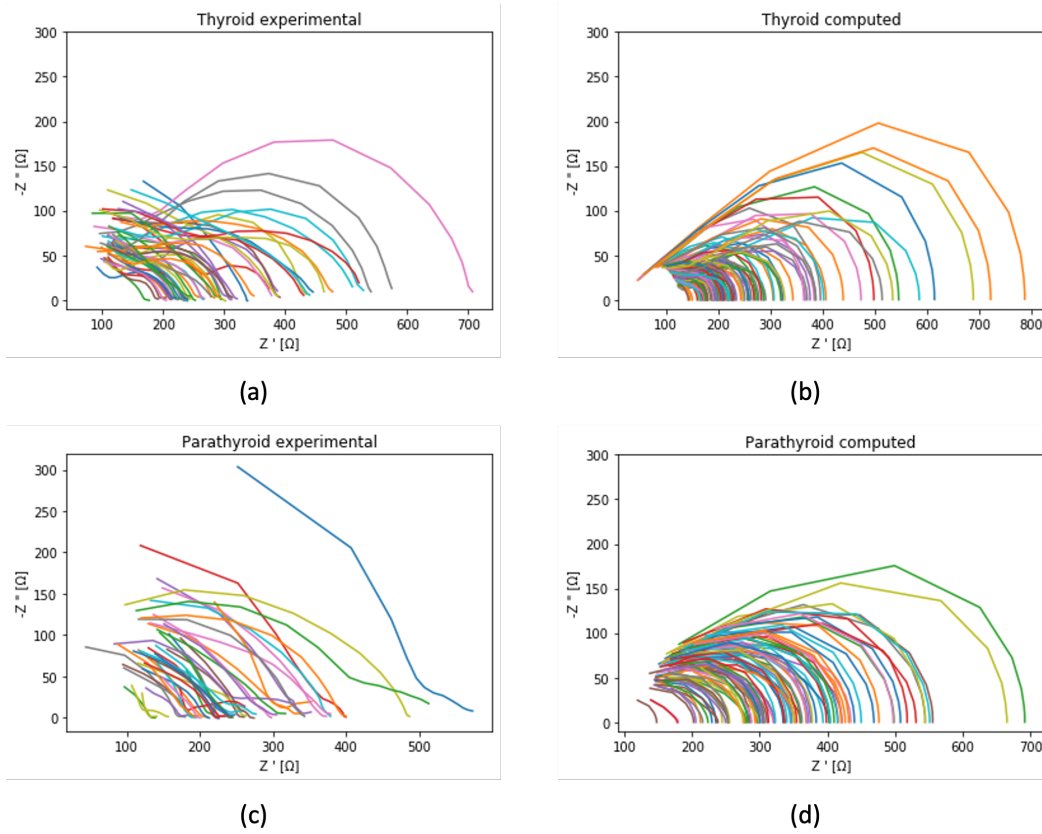 Thyroid experimental
300
250
200
150
100
50
0
-Z " [Ω]
100 200 300 400 500 600 700
Z ' [Ω]
(a)
Thyroid computed
300
250
200
150
100
50
0
-Z " [Ω]
100 200 300 400 500 600 700 800
Z ' [Ω]
(b)
Parathyroid experimental
300
250
200
150
100
50
0
-Z " [Ω]
100 200 300 400 500
Z ' [Ω]
(c)
Parathyroid computed
300
250
200
150
100
50
0
-Z " [Ω]
100 200 300 400 500 600 700
Z ' [Ω]
(d)